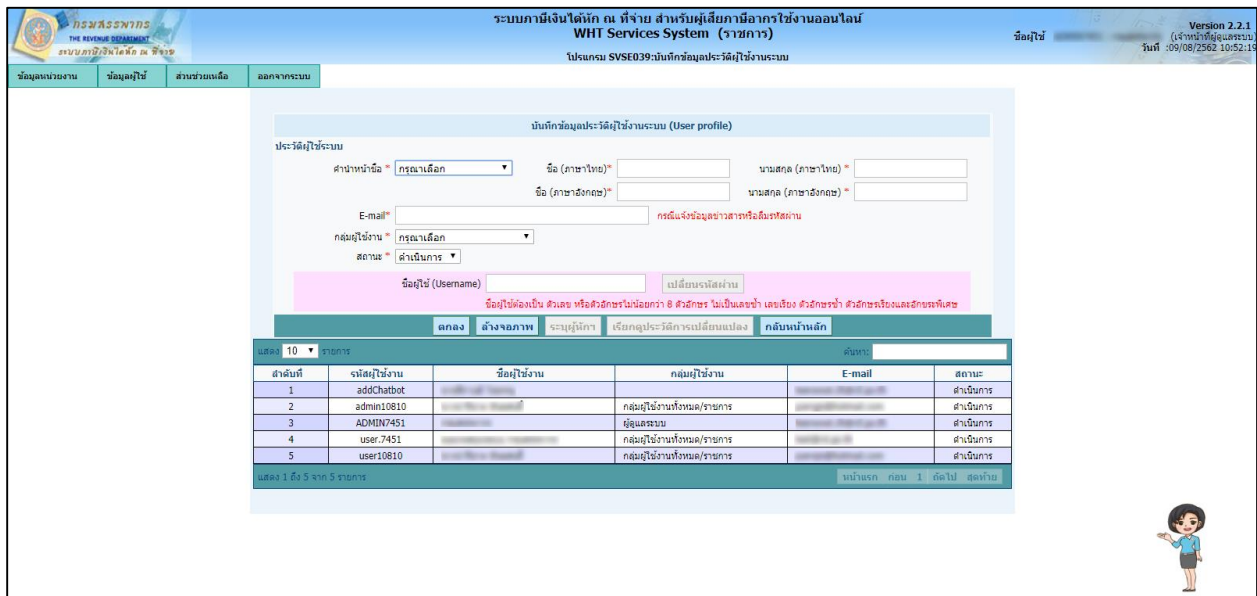 กรมสรรพากร
THE REVENUE DEPARTMENT
ระบบภาษีเงินได้หัก ณ ที่จ่าย
ระบบภาษีเงินได้หัก ณ ที่จ่าย สำหรับผู้เสียภาษีอากรใช้งานออนไลน์
WHT Services System (ราชการ)
โปรแกรม SVSE039:บันทึกข้อมูลประวัติผู้ใช้งานระบบ
Version 2.2.1
ชื่อผู้ใช้ (เจ้าหน้าที่ผู้ดูแลระบบ)
วันที่ :09/08/2562 10:52:19
ข้อมูลหน่วยงาน ข้อมูลผู้ใช้ ส่วนช่วยเหลือ ออกจากระบบ
บันทึกข้อมูลประวัติผู้ใช้งานระบบ (User profile)
ประวัติผู้ใช้ระบบ
คำนำหน้าชื่อ * กรุณาเลือก ชื่อ (ภาษาไทย)* นามสกุล (ภาษาไทย) *
ชื่อ (ภาษาอังกฤษ)* นามสกุล (ภาษาอังกฤษ) *
E-mail* กรณีแจ้งข้อมูลข่าวสารหรือลืมรหัสผ่าน
กลุ่มผู้ใช้งาน * กรุณาเลือก
สถานะ * ดำเนินการ
ชื่อผู้ใช้ (Username) เปลี่ยนรหัสผ่าน
ชื่อผู้ใช้ต้องเป็น ตัวเลข หรือตัวอักษรไม่น้อยกว่า 8 ตัวอักษร ไม่เป็นเลขซ้ำ เลขเรียง ตัวอักษรซ้ำ ตัวอักษรเรียงและอักขระพิเศษ
ตกลง ล้างจอภาพ ระบุผู้หักฯ เรียกดูประวัติการเปลี่ยนแปลง กลับหน้าหลัก
แสดง 10 รายการ ค้นหา:
ลำดับที่ รหัสผู้ใช้งาน ชื่อผู้ใช้งาน กลุ่มผู้ใช้งาน E-mail สถานะ
1 addChatbot ดำเนินการ
2 admin10810 กลุ่มผู้ใช้งานทั้งหมด/ราชการ ดำเนินการ
3 ADMIN7451 ผู้ดูแลระบบ ดำเนินการ
4 user.7451 กลุ่มผู้ใช้งานทั้งหมด/ราชการ ดำเนินการ
5 user10810 กลุ่มผู้ใช้งานทั้งหมด/ราชการ ดำเนินการ
แสดง 1 ถึง 5 จาก 5 รายการ หน้าแรก ก่อน 1 ถัดไป สุดท้าย